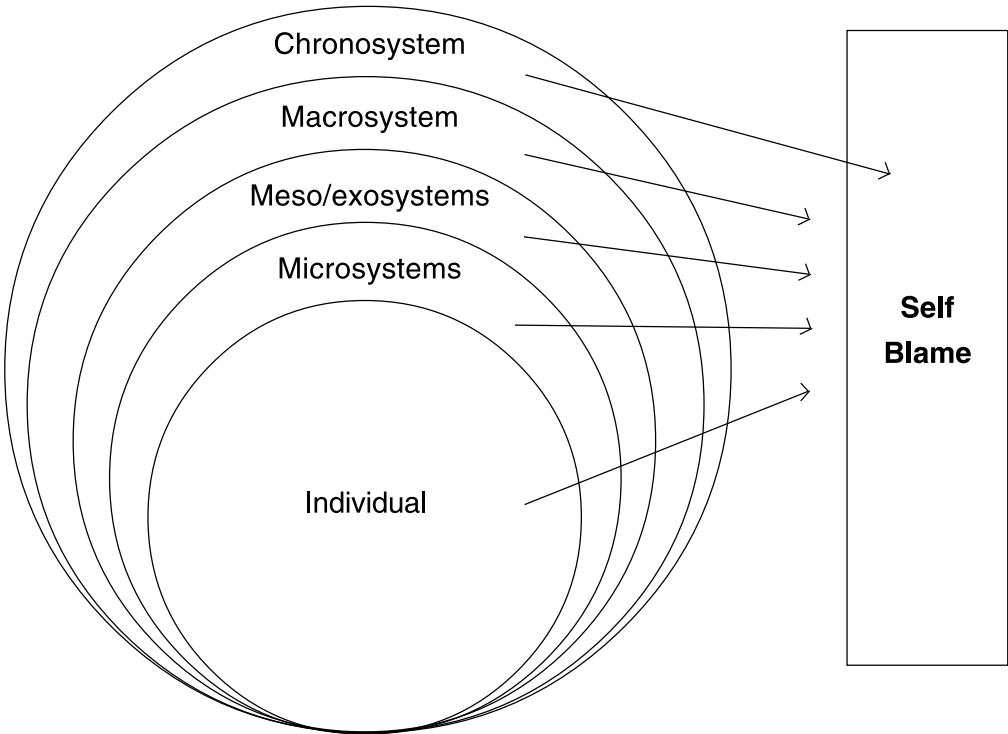 Chronosystem
Macrosystem
Meso/exosystems
Microsystems
Individual
Self
Blame